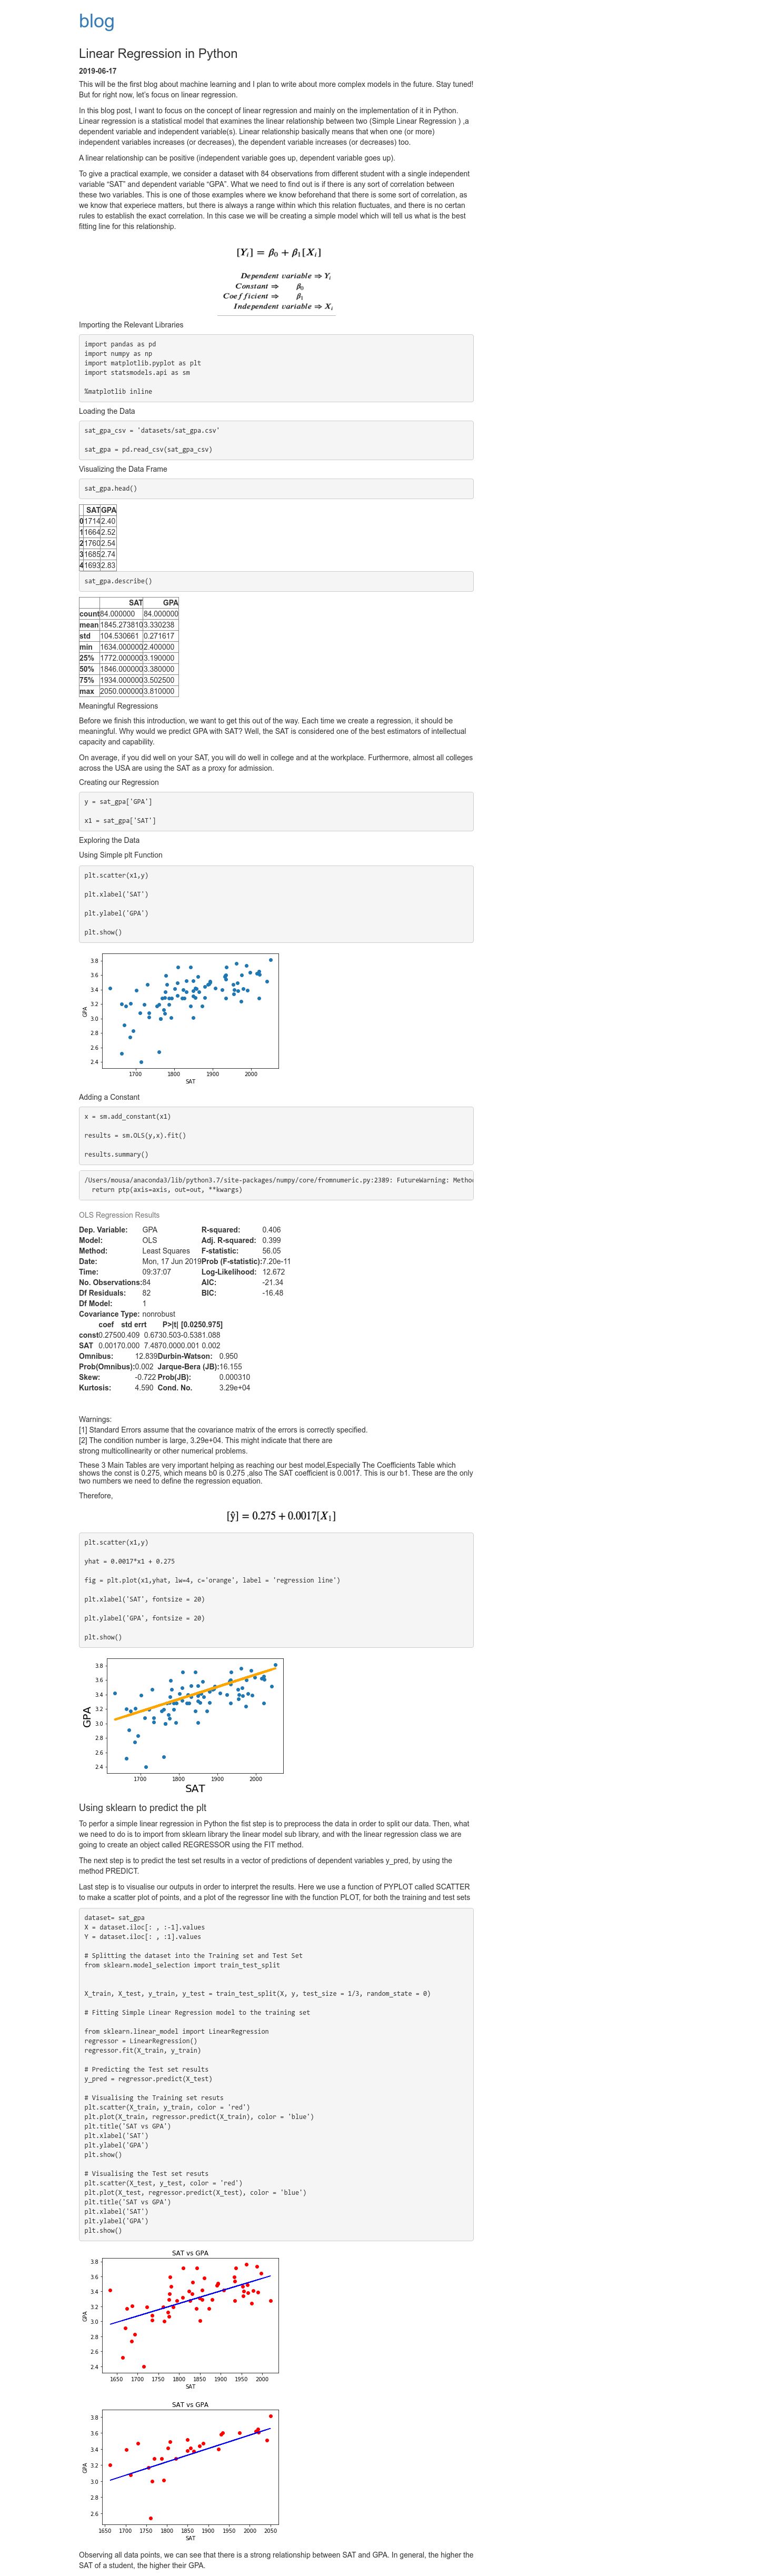 blog
Linear Regression in Python
2019-06-17
This will be the first blog about machine learning and I plan to write about more complex models in the future. Stay tuned!
But for right now, let's focus on linear regression.
In this blog post, I want to focus on the concept of linear regression and mainly on the implementation of it in Python.
Linear regression is a statistical model that examines the linear relationship between two (Simple Linear Regression ) ,a
dependent variable and independent variable(s). Linear relationship basically means that when one (or more)
independent variables increases (or decreases), the dependent variable increases (or decreases) too.
A linear relationship can be positive (independent variable goes up, dependent variable goes up).
To give a practical example, we consider a dataset with 84 observations from different student with a single independent
variable “SAT” and dependent variable “GPA”. What we need to find out is if there is any sort of correlation between
these two variables. This is one of those examples where we know beforehand that there is some sort of correlation, as
we know that experiece matters, but there is always a range within which this relation fluctuates, and there is no certan
rules to establish the exact correlation. In this case we will be creating a simple model which will tell us what is the best
fitting line for this relationship.
[Yᵢ] = β₀ + β₁[Xᵢ]
Dependent variable ⇒ Yᵢ
Constant ⇒ β₀
Coefficient ⇒ β₁
Independent variable ⇒ Xᵢ
Importing the Relevant Libraries
import pandas as pd
import numpy as np
import matplotlib.pyplot as plt
import statsmodels.api as sm
%matplotlib inline
Loading the Data
sat_gpa_csv = 'datasets/sat_gpa.csv'
sat_gpa = pd.read_csv(sat_gpa_csv)
Visualizing the Data Frame
sat_gpa.head()
SAT GPA
0 1714 2.40
1 1664 2.52
2 1760 2.54
3 1685 2.74
4 1693 2.83
sat_gpa.describe()
SAT GPA
count 84.000000 84.000000
mean 1845.273810 3.330238
std 104.530661 0.271617
min 1634.000000 2.400000
25% 1772.000000 3.190000
50% 1846.000000 3.380000
75% 1934.000000 3.502500
max 2050.000000 3.810000
Meaningful Regressions
Before we finish this introduction, we want to get this out of the way. Each time we create a regression, it should be
meaningful. Why would we predict GPA with SAT? Well, the SAT is considered one of the best estimators of intellectual
capacity and capability.
On average, if you did well on your SAT, you will do well in college and at the workplace. Furthermore, almost all colleges
across the USA are using the SAT as a proxy for admission.
Creating our Regression
y = sat_gpa['GPA']
x1 = sat_gpa['SAT']
Exploring the Data
Using Simple plt Function
plt.scatter(x1,y)
plt.xlabel('SAT')
plt.ylabel('GPA')
plt.show()
3.8
3.6
3.4
3.2
3.0
2.8
2.6
2.4
GPA
1700 1800 1900 2000
SAT
Adding a Constant
x = sm.add_constant(x1)
results = sm.OLS(y,x).fit()
results.summary()
/Users/mousa/anaconda3/lib/python3.7/site-packages/numpy/core/fromnumeric.py:2389: FutureWarning: Metho
return ptp(axis=axis, out=out, **kwargs)
OLS Regression Results
Dep. Variable: GPA R-squared: 0.406
Model: OLS Adj. R-squared: 0.399
Method: Least Squares F-statistic: 56.05
Date: Mon, 17 Jun 2019 Prob (F-statistic): 7.20e-11
Time: 09:37:07 Log-Likelihood: 12.672
No. Observations: 84 AIC: -21.34
Df Residuals: 82 BIC: -16.48
Df Model: 1
Covariance Type: nonrobust
coef std err t P>|t| [0.025 0.975]
const 0.2750 0.409 0.673 0.503 -0.538 1.088
SAT 0.0017 0.000 7.487 0.000 0.001 0.002
Omnibus: 12.839 Durbin-Watson: 0.950
Prob(Omnibus): 0.002 Jarque-Bera (JB): 16.155
Skew: -0.722 Prob(JB): 0.000310
Kurtosis: 4.590 Cond. No. 3.29e+04
Warnings:
[1] Standard Errors assume that the covariance matrix of the errors is correctly specified.
[2] The condition number is large, 3.29e+04. This might indicate that there are
strong multicollinearity or other numerical problems.
These 3 Main Tables are very important helping as reaching our best model,Especially The Coefficients Table which
shows the const is 0.275, which means b0 is 0.275 ,also The SAT coefficient is 0.0017. This is our b1. These are the only
two numbers we need to define the regression equation.
Therefore,
[ŷ] = 0.275 + 0.0017[X₁]
plt.scatter(x1,y)
yhat = 0.0017*x1 + 0.275
fig = plt.plot(x1,yhat, lw=4, c='orange', label = 'regression line')
plt.xlabel('SAT', fontsize = 20)
plt.ylabel('GPA', fontsize = 20)
plt.show()
3.8
3.6
3.4
3.2
3.0
2.8
2.6
2.4
GPA
1700 1800 1900 2000
SAT
Using sklearn to predict the plt
To perfor a simple linear regression in Python the fist step is to preprocess the data in order to split our data. Then, what
we need to do is to import from sklearn library the linear model sub library, and with the linear regression class we are
going to create an object called REGRESSOR using the FIT method.
The next step is to predict the test set results in a vector of predictions of dependent variables y_pred, by using the
method PREDICT.
Last step is to visualise our outputs in order to interpret the results. Here we use a function of PYPLOT called SCATTER
to make a scatter plot of points, and a plot of the regressor line with the function PLOT, for both the training and test sets
dataset= sat_gpa
X = dataset.iloc[: , :-1].values
Y = dataset.iloc[: , :1].values
# Splitting the dataset into the Training set and Test Set
from sklearn.model_selection import train_test_split
X_train, X_test, y_train, y_test = train_test_split(X, y, test_size = 1/3, random_state = 0)
# Fitting Simple Linear Regression model to the training set
from sklearn.linear_model import LinearRegression
regressor = LinearRegression()
regressor.fit(X_train, y_train)
# Predicting the Test set results
y_pred = regressor.predict(X_test)
# Visualising the Training set resuts
plt.scatter(X_train, y_train, color = 'red')
plt.plot(X_train, regressor.predict(X_train), color = 'blue')
plt.title('SAT vs GPA')
plt.xlabel('SAT')
plt.ylabel('GPA')
plt.show()
# Visualising the Test set resuts
plt.scatter(X_test, y_test, color = 'red')
plt.plot(X_test, regressor.predict(X_test), color = 'blue')
plt.title('SAT vs GPA')
plt.xlabel('SAT')
plt.ylabel('GPA')
plt.show()
SAT vs GPA
3.8
3.6
3.4
3.2
3.0
2.8
2.6
2.4
GPA
1650 1700 1750 1800 1850 1900 1950 2000
SAT
SAT vs GPA
3.8
3.6
3.4
3.2
3.0
2.8
2.6
GPA
1650 1700 1750 1800 1850 1900 1950 2000 2050
SAT
Observing all data points, we can see that there is a strong relationship between SAT and GPA. In general, the higher the
SAT of a student, the higher their GPA.